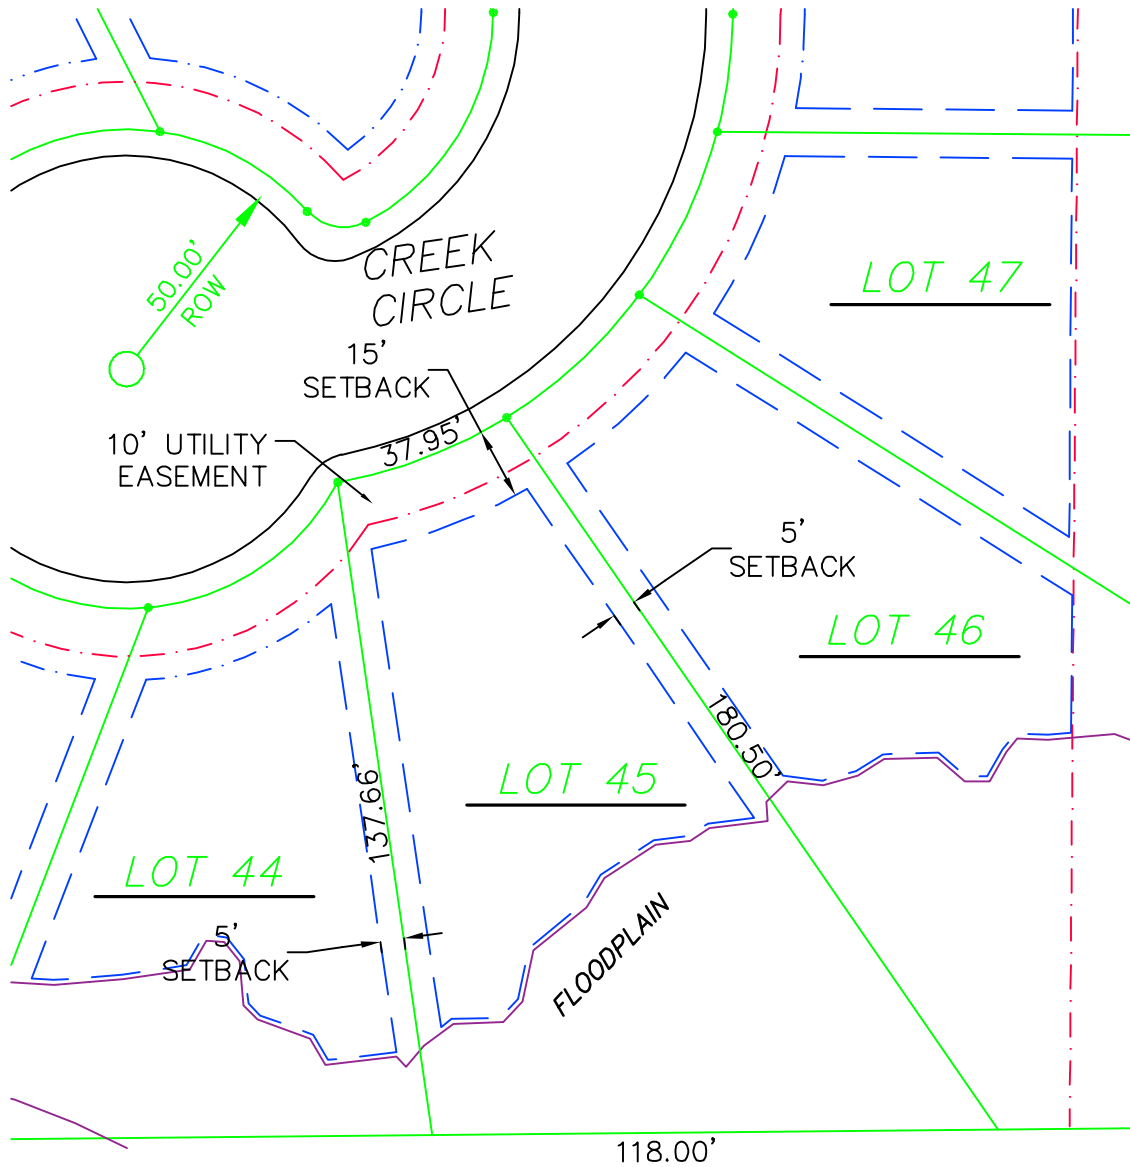 50.00'
ROW
CREEK
CIRCLE
LOT 47
15'
SETBACK
37.95'
10' UTILITY
EASEMENT
5'
SETBACK
LOT 46
180.50'
LOT 45
137.66'
LOT 44
5'
SETBACK
FLOODPLAIN
118.00'